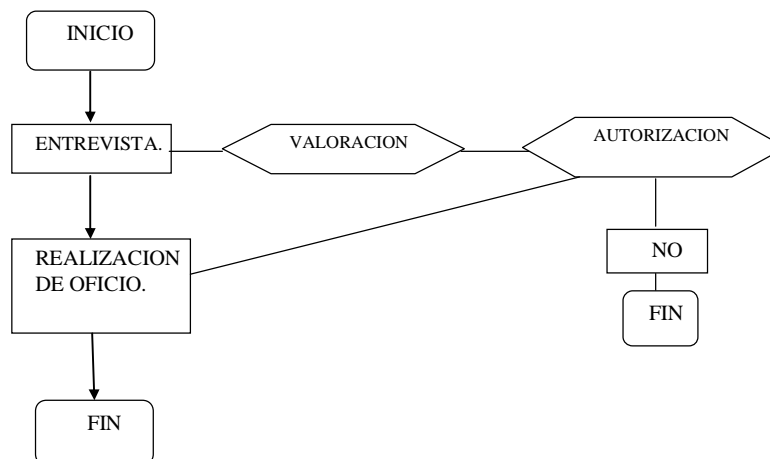 INICIO
ENTREVISTA.
VALORACION
AUTORIZACION
REALIZACION
DE OFICIO.
NO
FIN
FIN